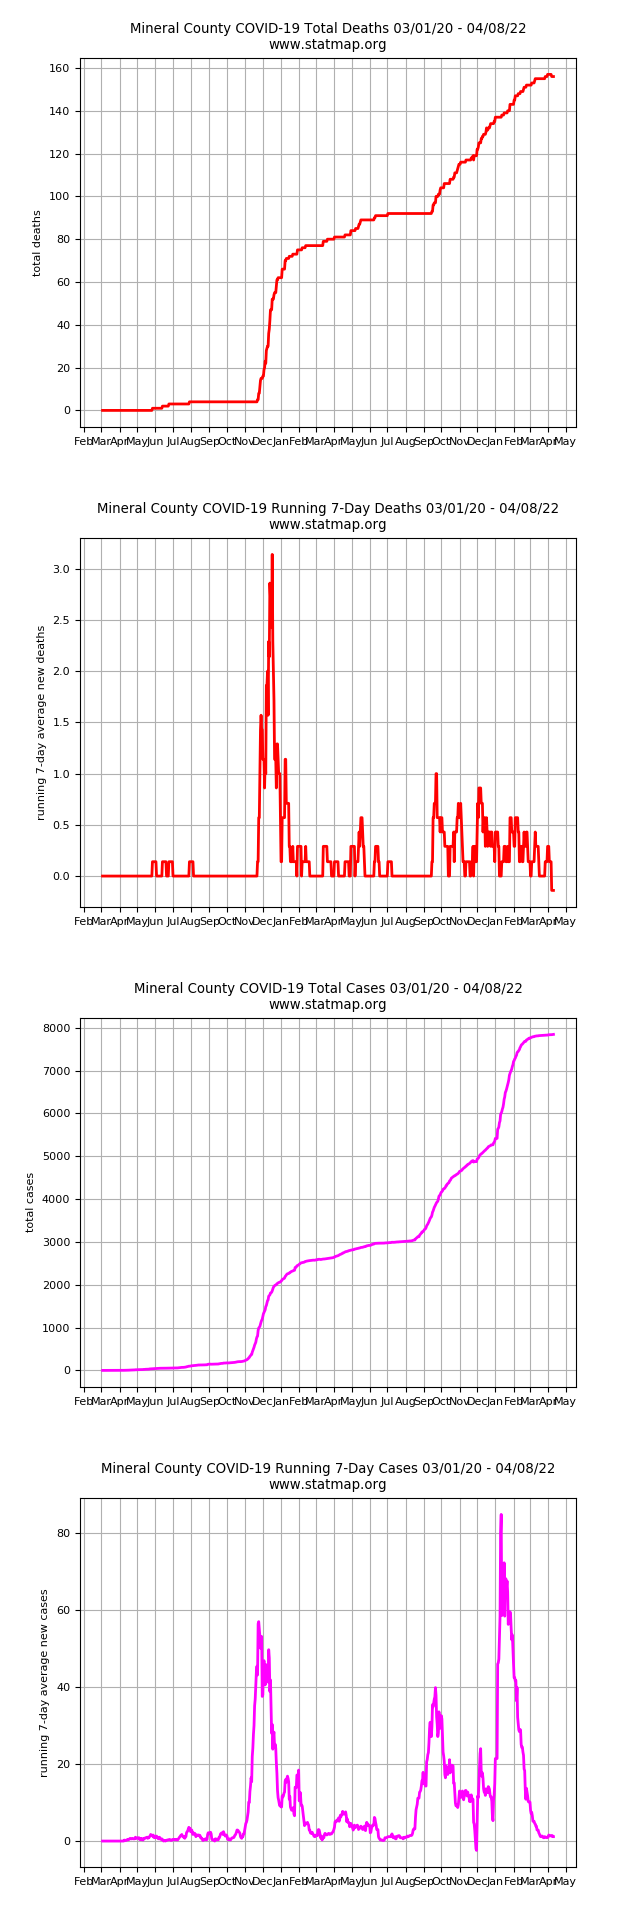 Mineral County COVID-19 Total Deaths 03/01/20 - 04/08/22
www.statmap.org
160
140
120
100
80
60
40
20
0
total deaths
Feb Mar Apr May Jun Jul Aug Sep Oct Nov Dec Jan Feb Mar Apr May Jun Jul Aug Sep Oct Nov Dec Jan Feb Mar Apr May
Mineral County COVID-19 Running 7-Day Deaths 03/01/20 - 04/08/22
www.statmap.org
3.0
2.5
2.0
1.5
1.0
0.5
0.0
running 7-day average new deaths
Feb Mar Apr May Jun Jul Aug Sep Oct Nov Dec Jan Feb Mar Apr May Jun Jul Aug Sep Oct Nov Dec Jan Feb Mar Apr May
Mineral County COVID-19 Total Cases 03/01/20 - 04/08/22
www.statmap.org
8000
7000
6000
5000
4000
3000
2000
1000
0
total cases
Feb Mar Apr May Jun Jul Aug Sep Oct Nov Dec Jan Feb Mar Apr May Jun Jul Aug Sep Oct Nov Dec Jan Feb Mar Apr May
Mineral County COVID-19 Running 7-Day Cases 03/01/20 - 04/08/22
www.statmap.org
80
60
40
20
0
running 7-day average new cases
Feb Mar Apr May Jun Jul Aug Sep Oct Nov Dec Jan Feb Mar Apr May Jun Jul Aug Sep Oct Nov Dec Jan Feb Mar Apr May